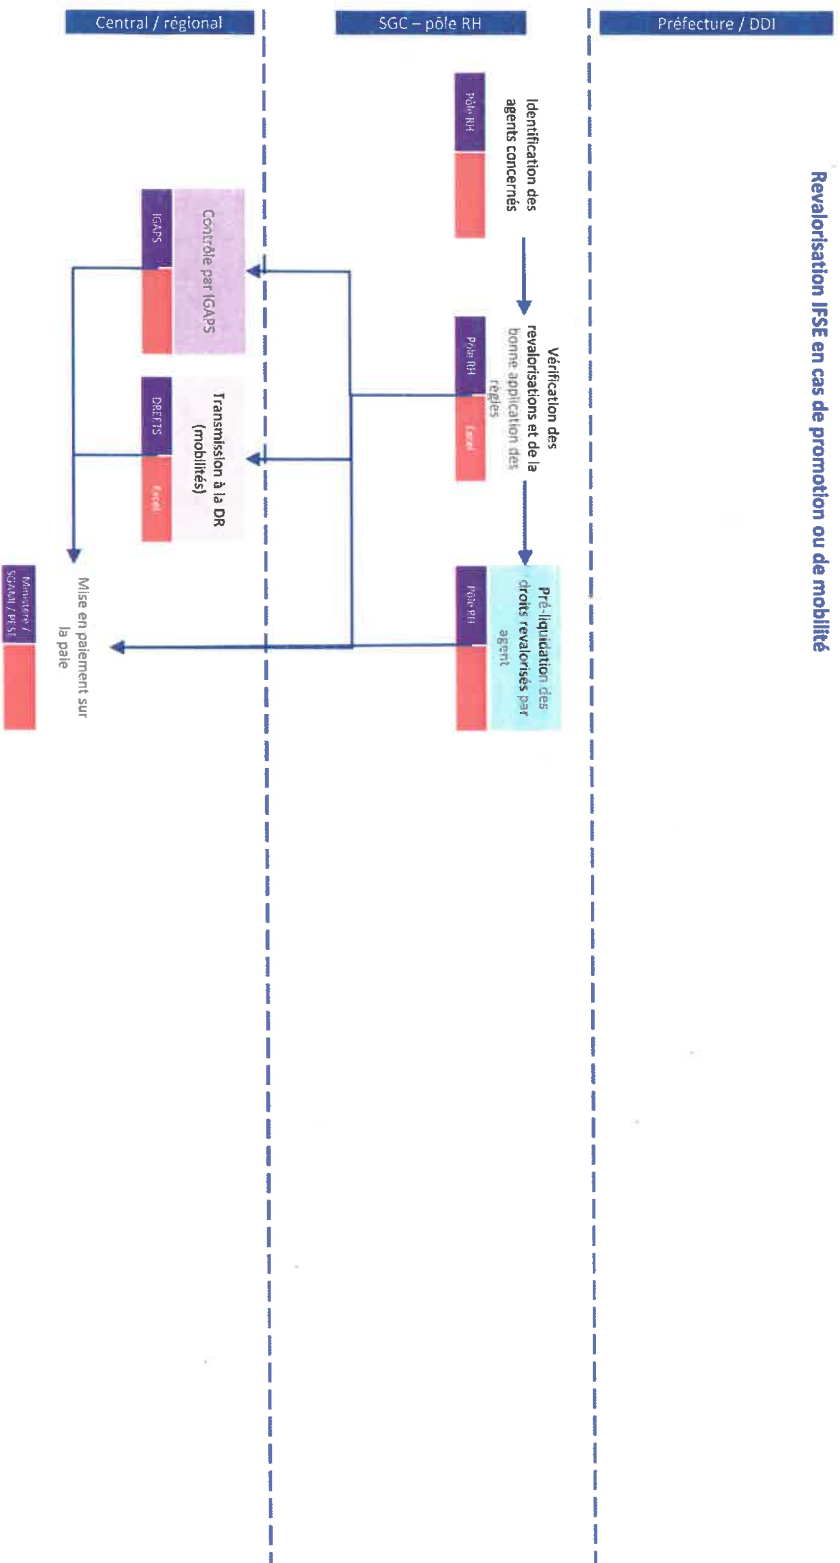 Revalorisation IFSE en cas de promotion ou de mobilité
Préfecture / DDI
SGC – pôle RH
Identification des
agents concernés
Pôle RH
Vérification des
revalorisations et de la
bonne application des
règles
Pôle RH
Excel
Pré-liquidation des
droits revalorisés par
agent
Pôle RH
Central / régional
Contrôle par IGAPS
IGAPS
Transmission à la DR
(mobilités)
DREETS
Excel
Mise en paiement sur
la paie
Ministère /
SGAMI / PESE